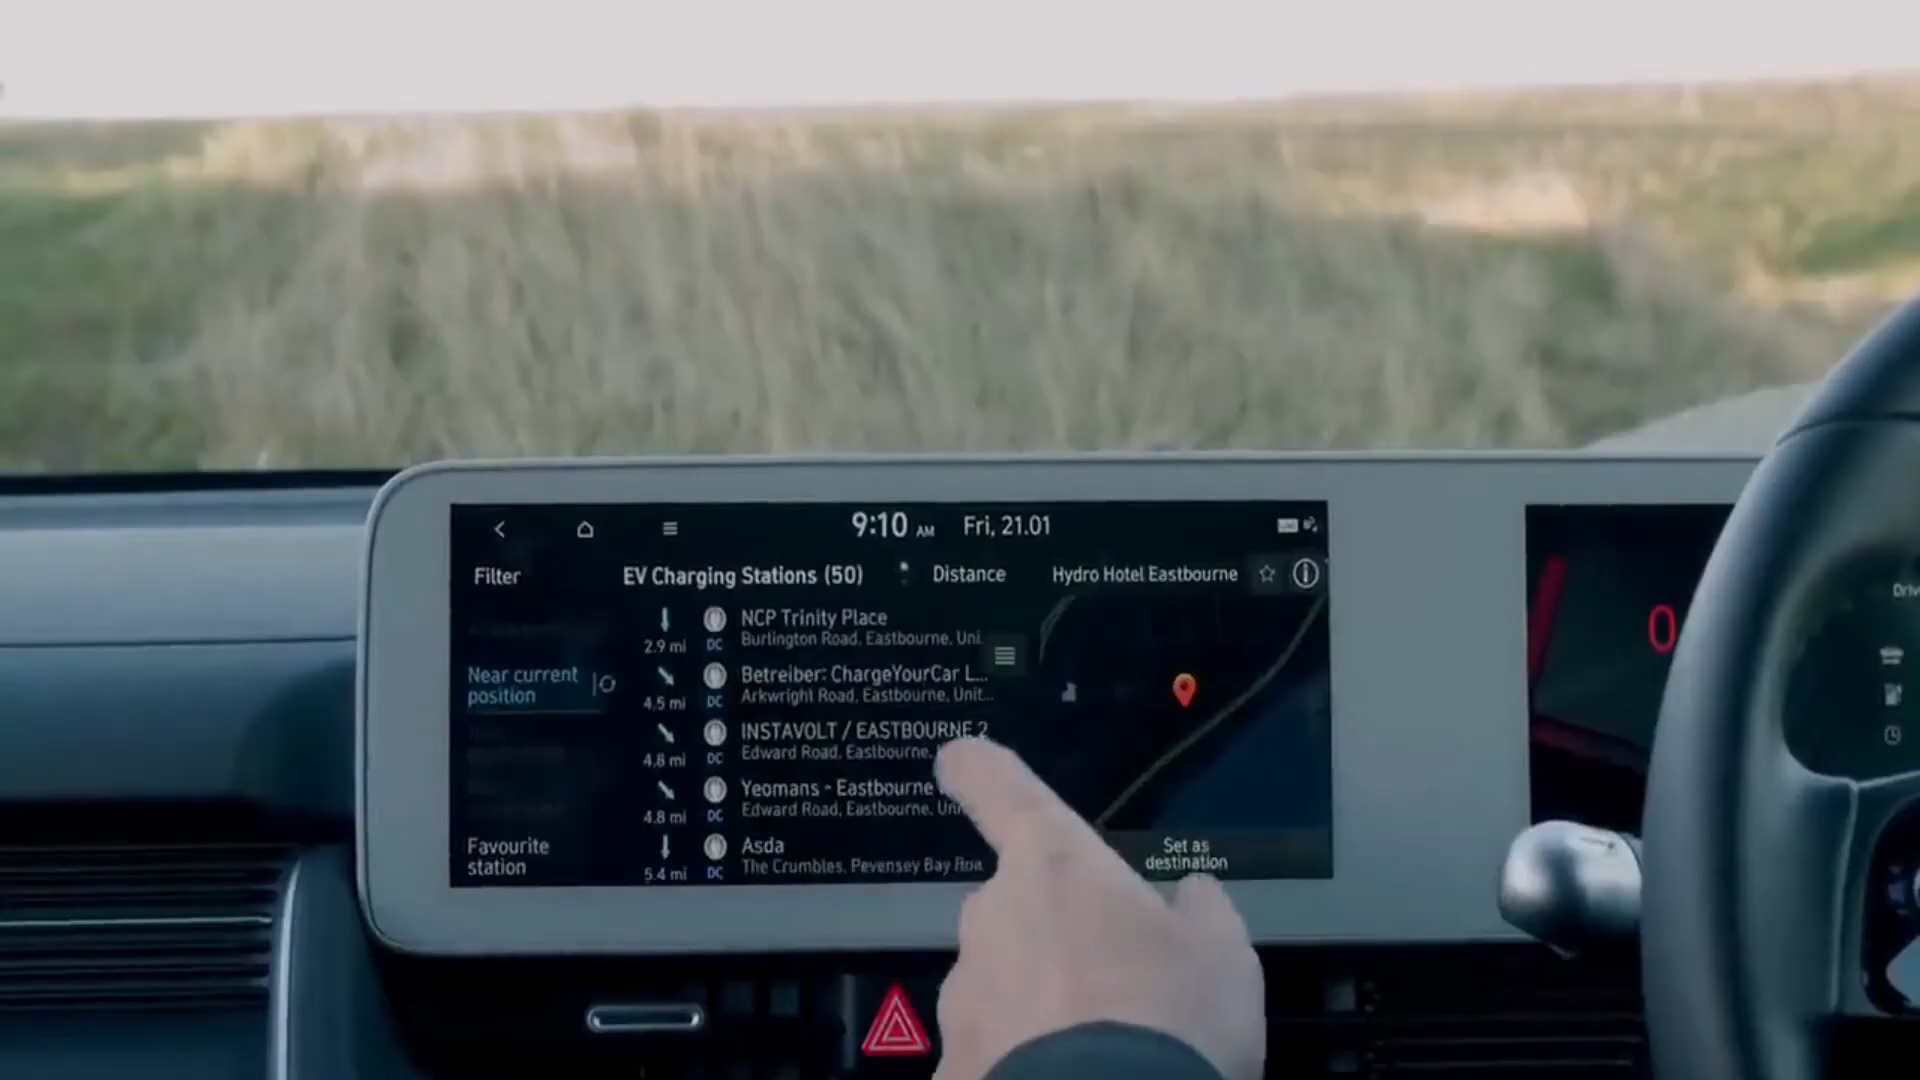 9:10 AM Fri, 21.01
Filter
EV Charging Stations (50)
Distance
Hydro Hotel Eastbourne
NCP Trinity Place
Burlington Road, Eastbourne, Uni
2.9 mi DC
Near current
position
Betreiber: ChargeYourCar L...
Arkwright Road, Eastbourne, Unit...
4.5 mi DC
INSTAVOLT / EASTBOURNE 2
Edward Road, Eastbourne,
4.8 mi DC
Yeomans - Eastbourne
Edward Road, Eastbourne,
4.8 mi DC
Favourite
station
Asda
The Crumbles, Pevensey Bay Roa
5.4 mi DC
Set as
destination
0
Driv